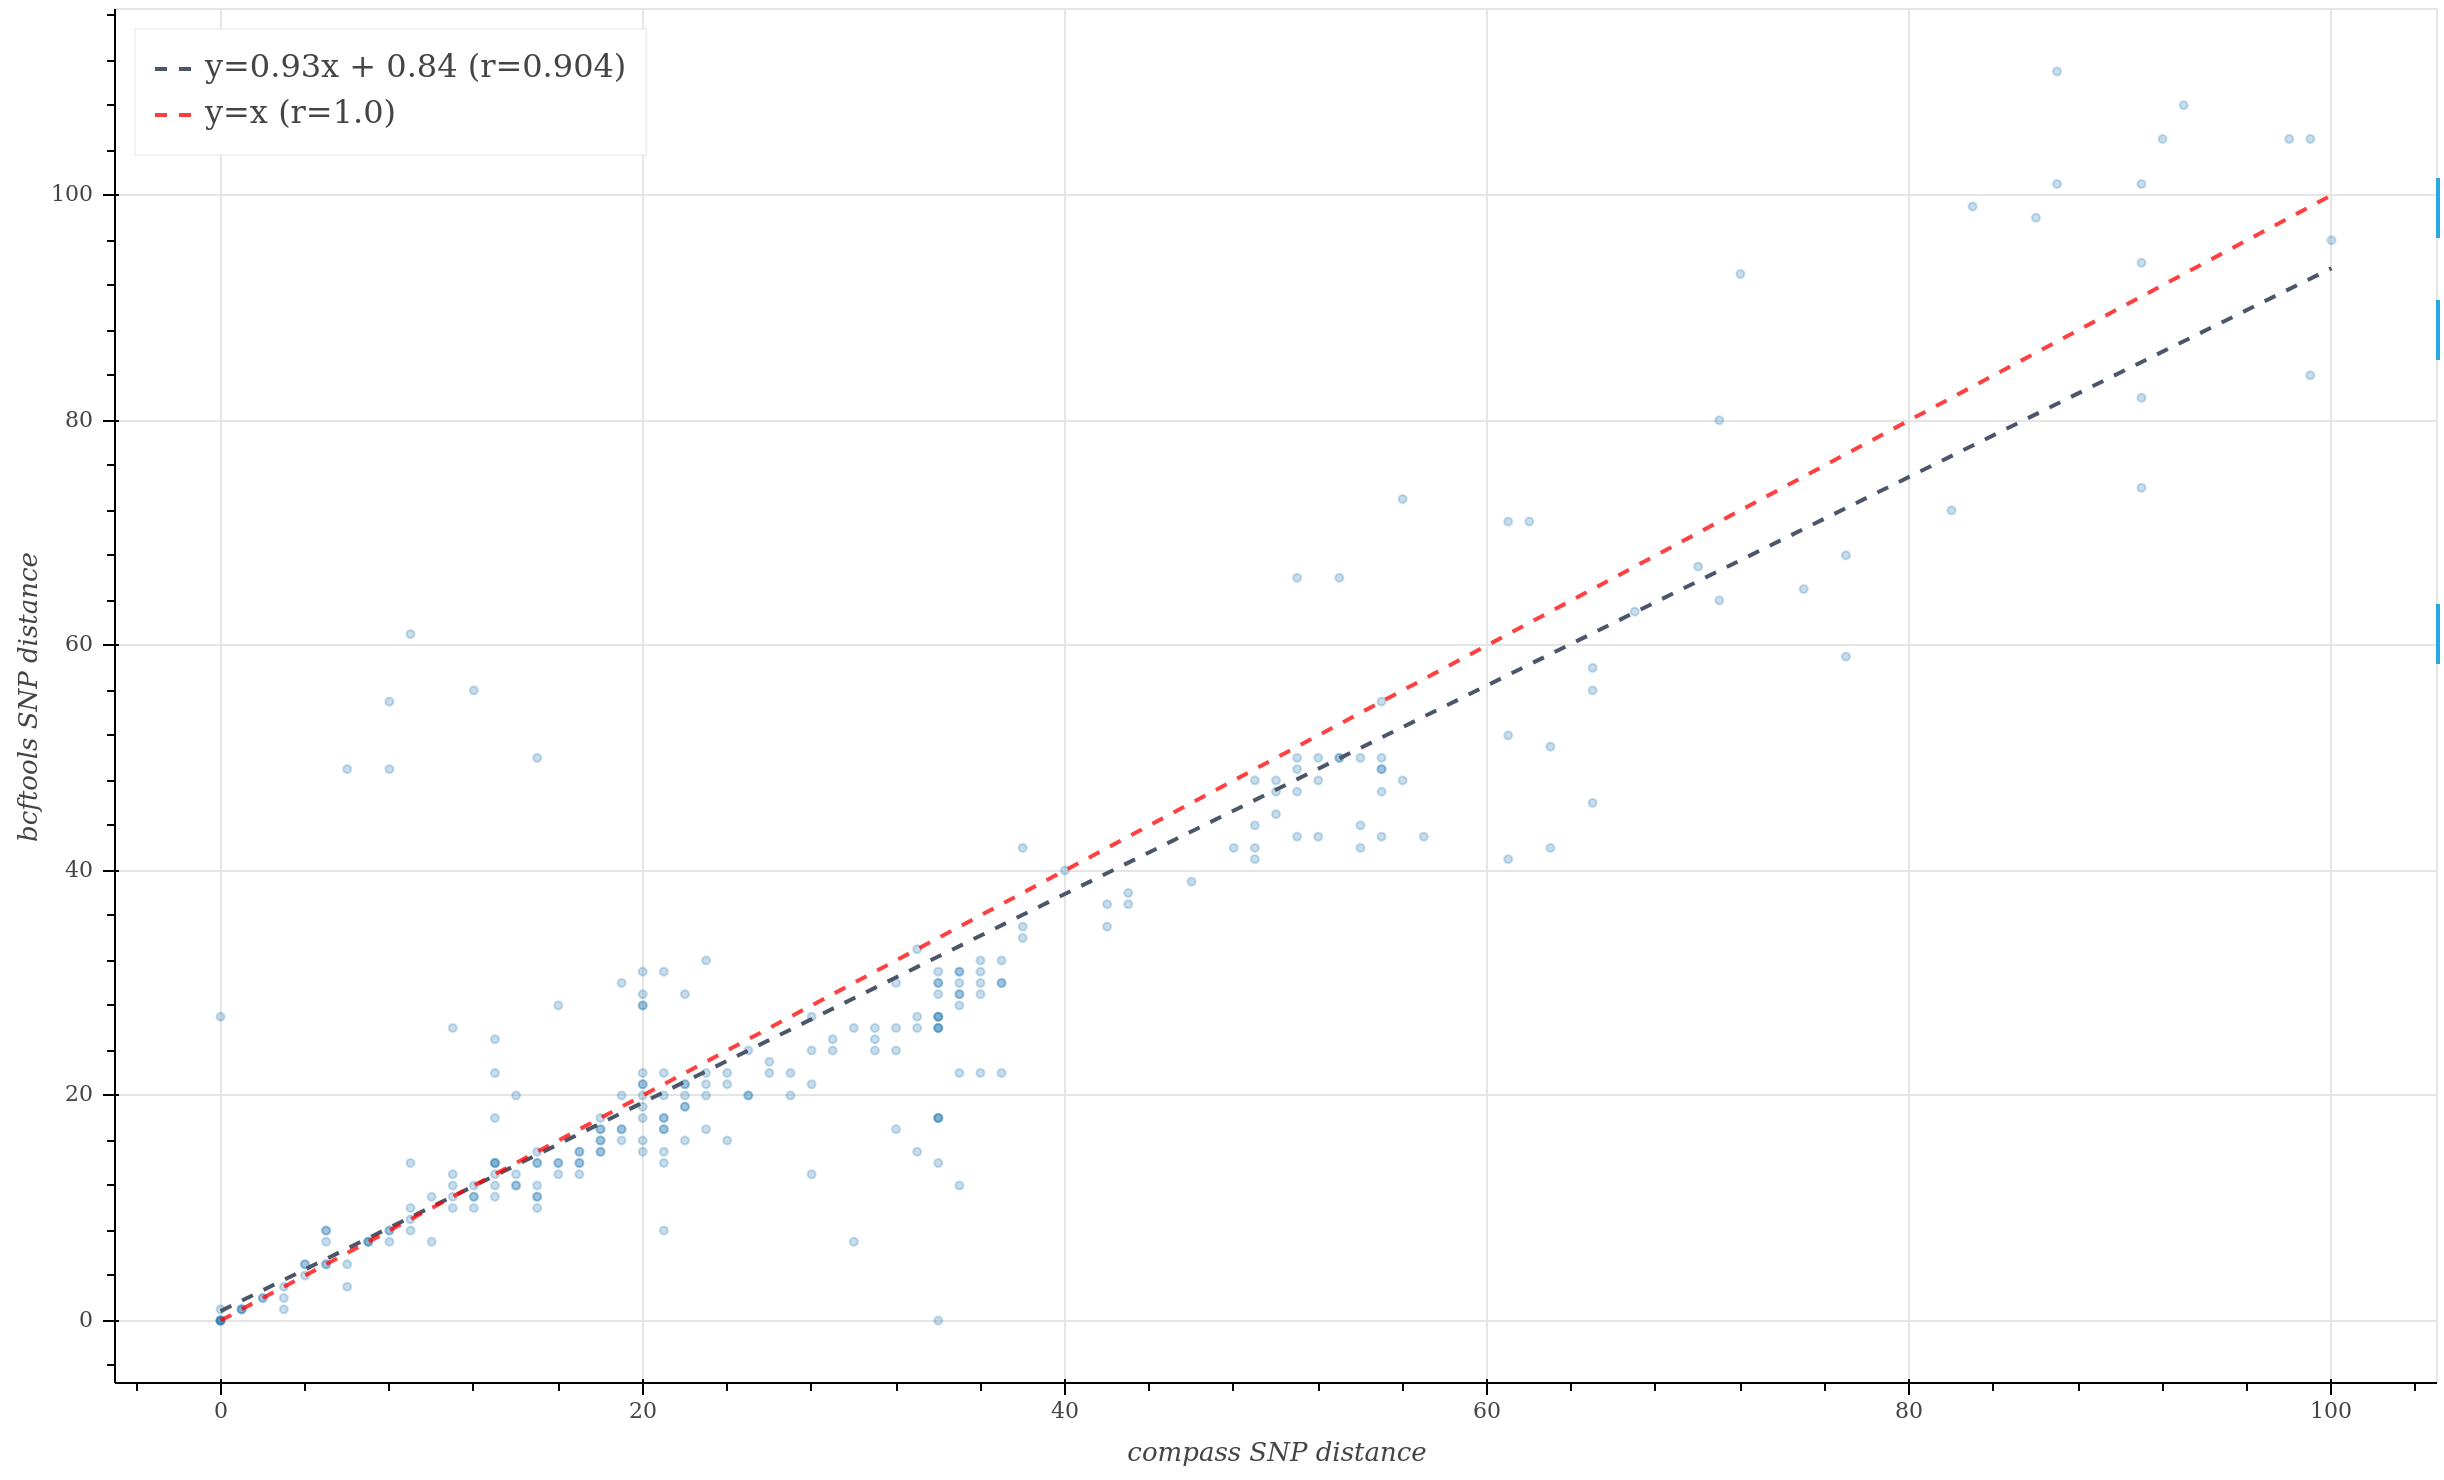 y=0.93x + 0.84 (r=0.904)
y=x (r=1.0)
100
80
60
40
20
0
bcftools SNP distance
0 20 40 60 80 100
compass SNP distance